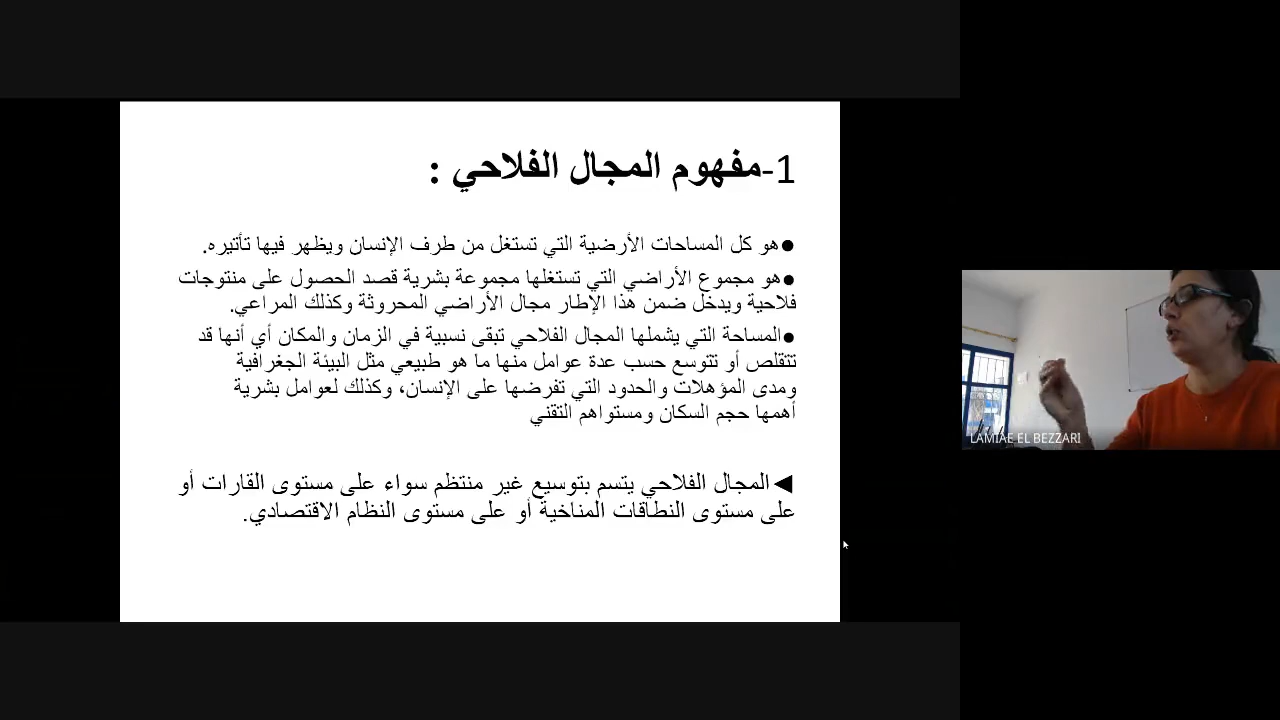 1-مفهوم المجال الفلاحي :
●هو كل المساحات الأرضية التي تستغل من طرف الإنسان ويظهر فيها تأتيره.
●هو مجموع الأراضي التي تستغلها مجموعة بشرية قصد الحصول على منتوجات
فلاحية ويدخل ضمن هذا الإطار مجال الأراضي المحروثة وكذلك المراعي.
●المساحة التي يشملها المجال الفلاحي تبقى نسبية في الزمان والمكان أي أنها قد
تتقلص أو تتوسع حسب عدة عوامل منها ما هو طبيعي مثل البيئة الجغرافية
ومدى المؤهلات والحدود التي تفرضها على الإنسان، وكذلك لعوامل بشرية
أهمها حجم السكان ومستواهم التقني
◄المجال الفلاحي يتسم بتوسيع غير منتظم سواء على مستوى القارات أو
على مستوى النطاقات المناخية أو على مستوى النظام الاقتصادي.
LAMIAE EL BEZZARI